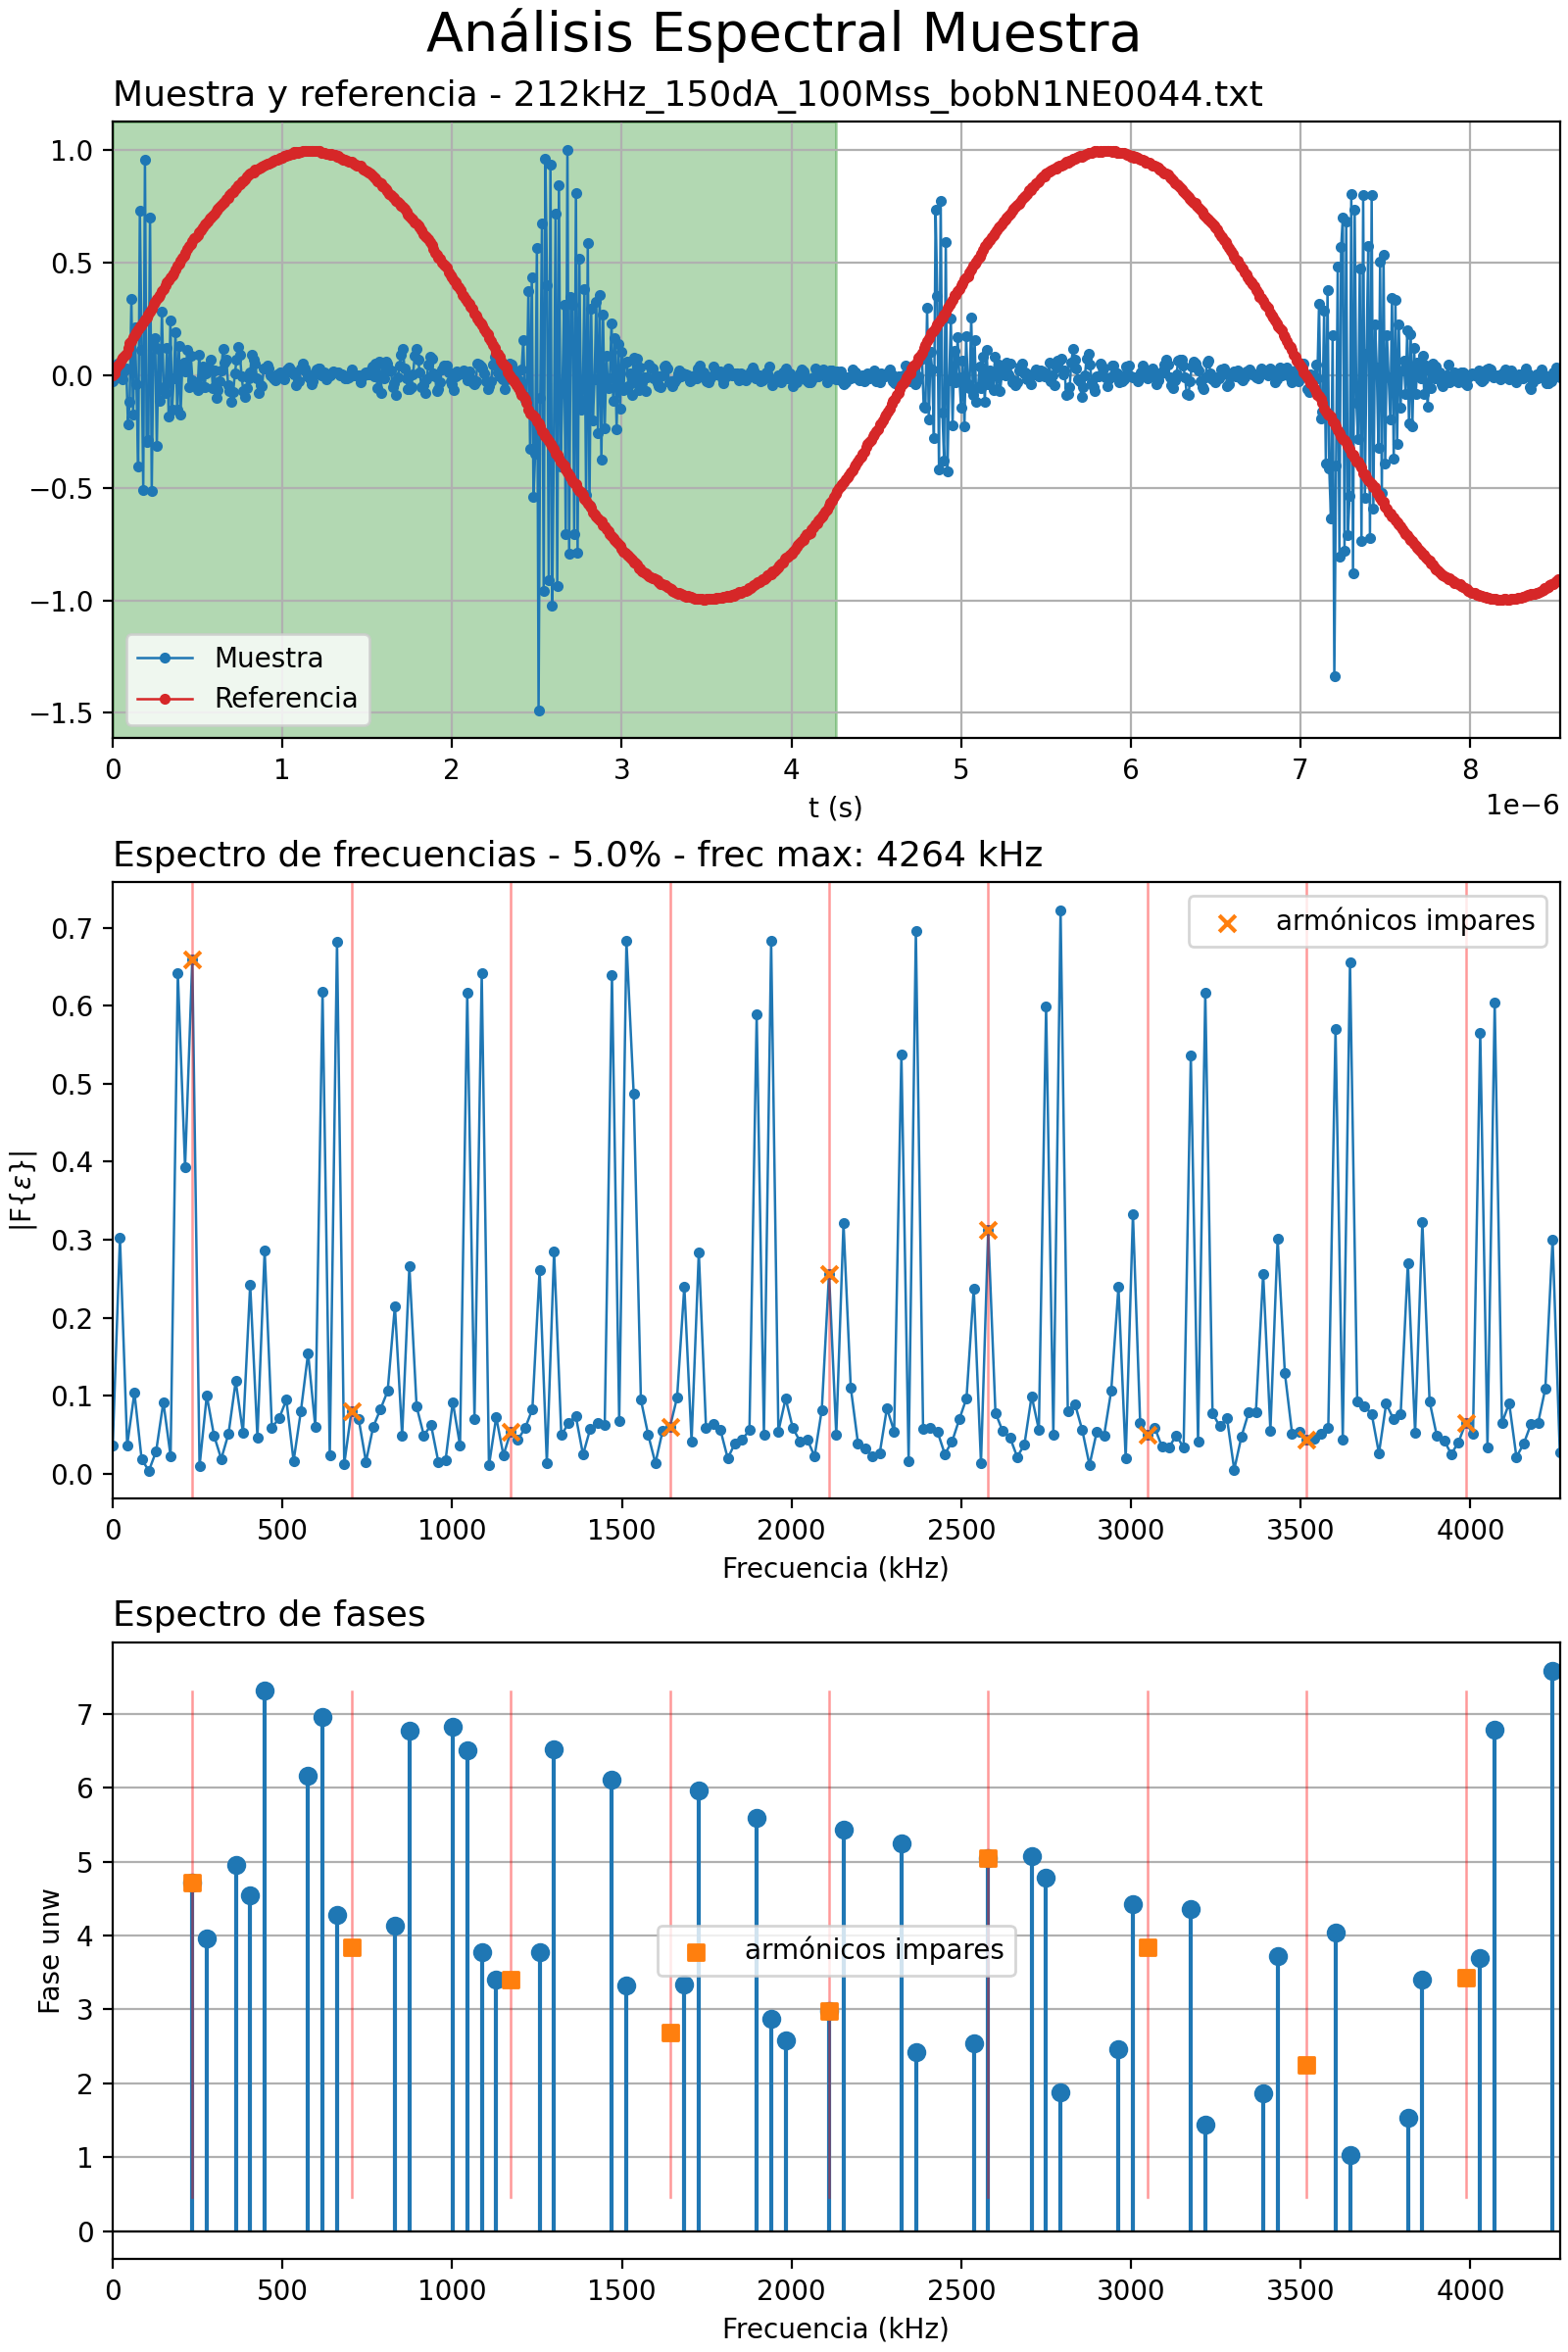 Análisis Espectral Muestra
Muestra y referencia - 212kHz_150dA_100Mss_bobN1NE0044.txt
1.0
0.5
0.0
−0.5
−1.0
−1.5
Muestra
Referencia
0 1 2 3 4 5 6 7 8
t (s)
1e−6
Espectro de frecuencias - 5.0% - frec max: 4264 kHz
|F{ε}|
0.7
0.6
0.5
0.4
0.3
0.2
0.1
0.0
armónicos impares
0 500 1000 1500 2000 2500 3000 3500 4000
Frecuencia (kHz)
Espectro de fases
Fase unw
7
6
5
4
3
2
1
0
armónicos impares
0 500 1000 1500 2000 2500 3000 3500 4000
Frecuencia (kHz)